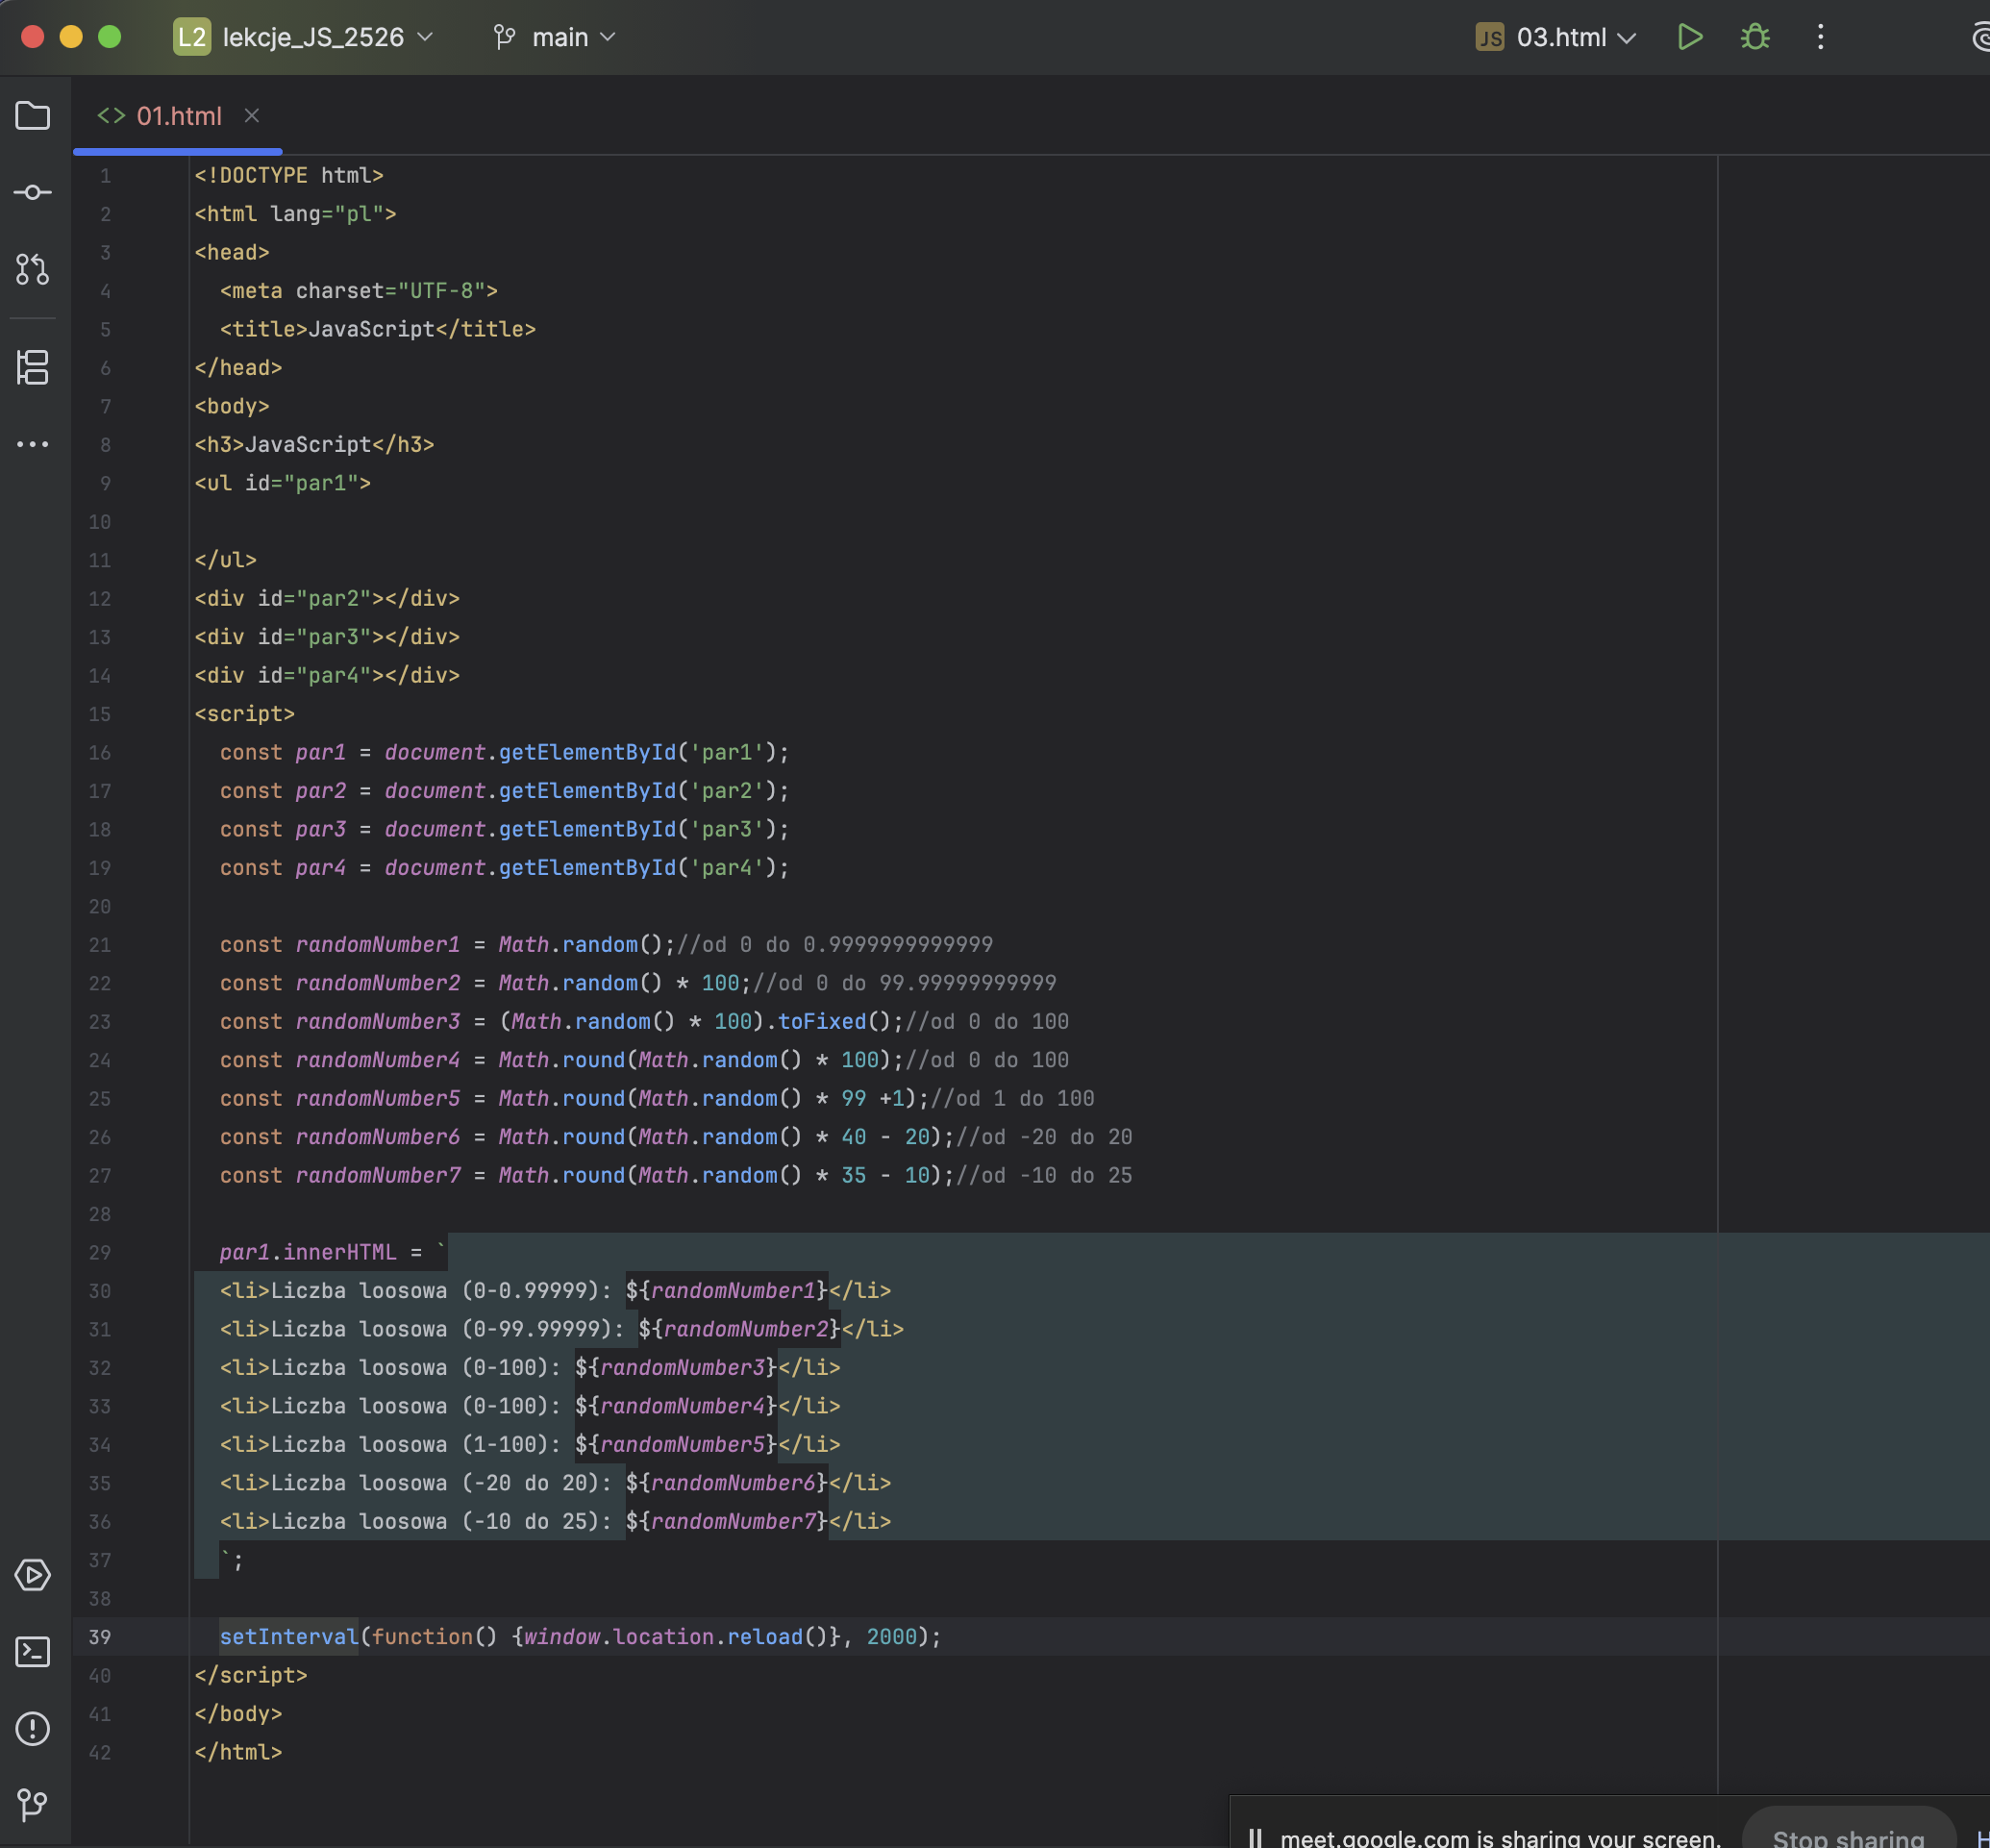 L2 lekcje_JS_2526 main JS 03.html
<> 01.html ×
1 <!DOCTYPE html>
2 <html lang="pl">
3 <head>
4   <meta charset="UTF-8">
5   <title>JavaScript</title>
6 </head>
7 <body>
8 <h3>JavaScript</h3>
9 <ul id="par1">
10
11 </ul>
12 <div id="par2"></div>
13 <div id="par3"></div>
14 <div id="par4"></div>
15 <script>
16   const par1 = document.getElementById('par1');
17   const par2 = document.getElementById('par2');
18   const par3 = document.getElementById('par3');
19   const par4 = document.getElementById('par4');
20
21   const randomNumber1 = Math.random();//od 0 do 0.9999999999999
22   const randomNumber2 = Math.random() * 100;//od 0 do 99.99999999999
23   const randomNumber3 = (Math.random() * 100).toFixed();//od 0 do 100
24   const randomNumber4 = Math.round(Math.random() * 100);//od 0 do 100
25   const randomNumber5 = Math.round(Math.random() * 99 +1);//od 1 do 100
26   const randomNumber6 = Math.round(Math.random() * 40 - 20);//od -20 do 20
27   const randomNumber7 = Math.round(Math.random() * 35 - 10);//od -10 do 25
28
29   par1.innerHTML = `
30   <li>Liczba loosowa (0-0.99999): ${randomNumber1}</li>
31   <li>Liczba loosowa (0-99.99999): ${randomNumber2}</li>
32   <li>Liczba loosowa (0-100): ${randomNumber3}</li>
33   <li>Liczba loosowa (0-100): ${randomNumber4}</li>
34   <li>Liczba loosowa (1-100): ${randomNumber5}</li>
35   <li>Liczba loosowa (-20 do 20): ${randomNumber6}</li>
36   <li>Liczba loosowa (-10 do 25): ${randomNumber7}</li>
37   `;
38
39   setInterval(function() {window.location.reload()}, 2000);
40 </script>
41 </body>
42 </html>
meet.google.com is sharing your screen. Stop sharing